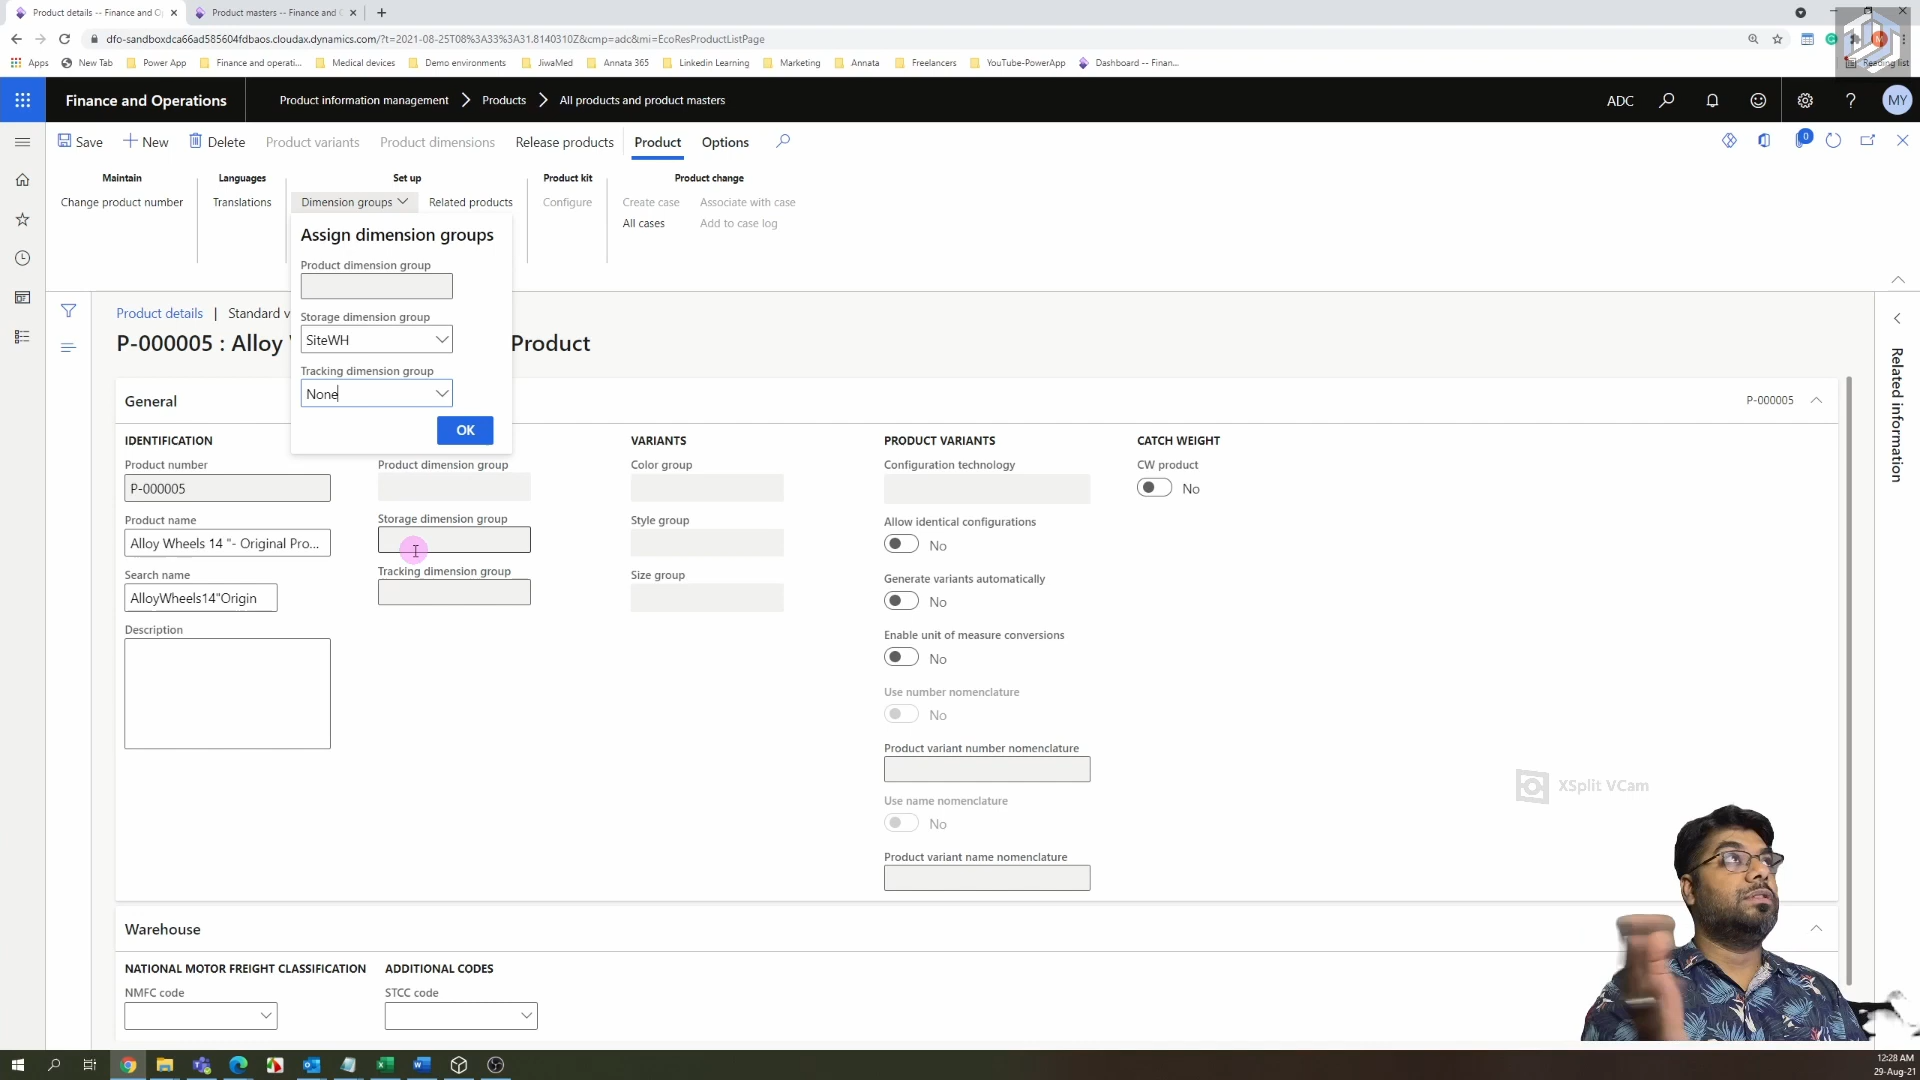 Product details -- Finance and O
Product masters -- Finance and
dfo-sandboxdca66ad585604fdbaos.cloudax.dynamics.com/?t=2021-08-25T08%3A33%3A31.8140310Z&cmp=adc&mi=EcoResProductListPage
Apps
New Tab
Power App
Finance and operati...
Medical devices
Demo environments
JiwaMed
Annata 365
Linkedin Learning
Marketing
Annata
Freelancers
YouTube-PowerApp
Dashboard -- Finan...
Reading list
Finance and Operations
Product information management
Products
All products and product masters
ADC
MY
Save
New
Delete
Product variants
Product dimensions
Release products
Product
Options
0
Maintain
Change product number
Languages
Translations
Set up
Dimension groups
Related products
Product kit
Configure
Product change
Create case
Associate with case
All cases
Add to case log
Assign dimension groups
Product dimension group
Storage dimension group
SiteWH
Tracking dimension group
None
OK
Product details | Standard v
P-000005 : Alloy
Product
Related information
General
P-000005
IDENTIFICATION
Product number
P-000005
Product name
Alloy Wheels 14 "- Original Pro...
Search name
AlloyWheels14"Origin
Description
Product dimension group
Storage dimension group
Tracking dimension group
VARIANTS
Color group
Style group
Size group
PRODUCT VARIANTS
Configuration technology
Allow identical configurations
No
Generate variants automatically
No
Enable unit of measure conversions
No
Use number nomenclature
No
Product variant number nomenclature
Use name nomenclature
No
Product variant name nomenclature
CATCH WEIGHT
CW product
No
XSplit VCam
Warehouse
NATIONAL MOTOR FREIGHT CLASSIFICATION
NMFC code
ADDITIONAL CODES
STCC code
12:28 AM
29-Aug-21